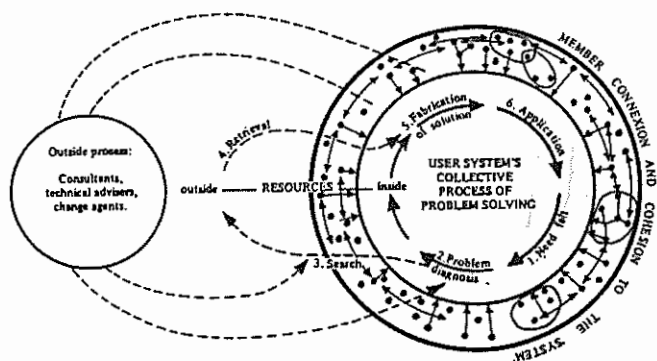 Outside process:
Consultants,
technical advisers,
change agents.
4. Retrieval
outside
RESOURCES
inside
3. Search
5. Fabrication
of solution
6. Application
USER SYSTEM'S
COLLECTIVE
PROCESS OF
PROBLEM SOLVING
1. Need felt
2. Problem
diagnosis
MEMBER CONNEXION AND COHESION TO THE SYSTEM